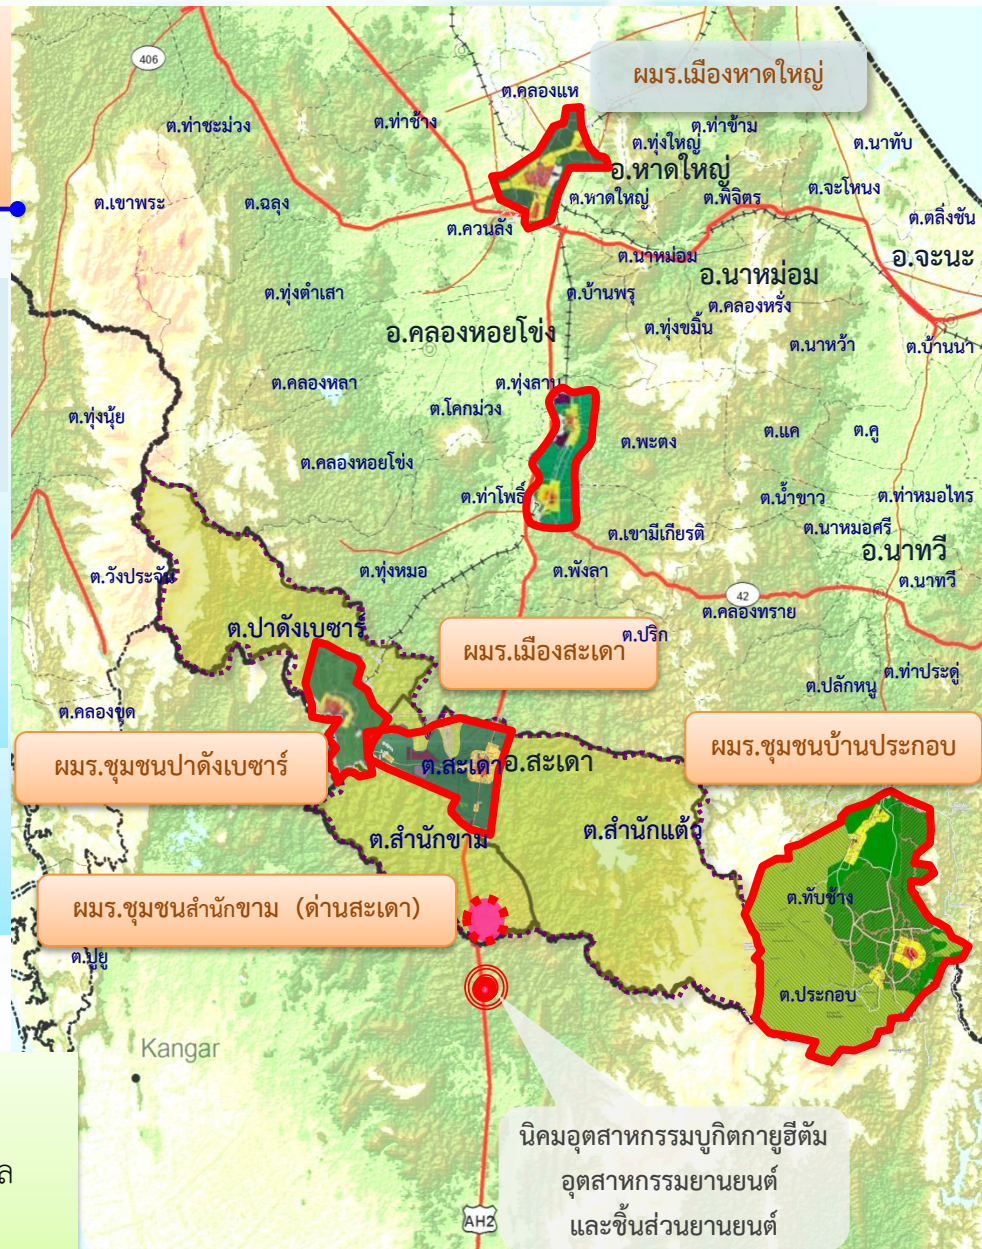 ผมร.เมืองหาดใหญ่
406
ต.คลองแห
ต.ท่าชะม่วง
ต.ท่าช้าง
ต.ท่าข้าม
ต.ทุ่งใหญ่
ต.นาทับ
อ.หาดใหญ่
ต.เขาพระ
ต.ฉลุง
ต.หาดใหญ่
ต.พิจิตร
ต.จะโหนง
ต.ตลิ่งชัน
ต.ควนลัง
ต.นาหม่อม
อ.นาหม่อม
อ.จะนะ
ต.ทุ่งตำเสา
ต.บ้านพรุ
ต.คลองหรัง
อ.คลองหอยโข่ง
ต.ทุ่งขมิ้น
ต.นาหว้า
ต.บ้านนา
ต.คลองหลา
ต.ทุ่งลาน
ต.ทุ่งนุ้ย
ต.โคกม่วง
ต.พะตง
ต.แค
ต.คู
ต.คลองหอยโข่ง
ต.ท่าโพธิ์
ต.น้ำขาว
ต.ท่าหมอไทร
ต.เขามีเกียรติ
ต.นาหมอศรี
อ.นาทวี
ต.วังประจัน
ต.ทุ่งหมอ
ต.พังลา
ต.นาทวี
42
ต.คลองทราย
ต.ปาดังเบซาร์
ผมร.เมืองสะเดา
ต.ปริก
ต.ท่าประดู่
ต.ปลักหนู
ต.คลองขุด
ผมร.ชุมชนปาดังเบซาร์
ต.สะเดา
อ.สะเดา
ผมร.ชุมชนบ้านประกอบ
ต.สำนักขาม
ต.สำนักแต้ว
ต.ทับช้าง
ผมร.ชุมชนสำนักขาม (ด่านสะเดา)
ต.ปูยู
ต.ประกอบ
Kangar
นิคมอุตสาหกรรมบูกิตกายูฮีตัม
อุตสาหกรรมยานยนต์
และชิ้นส่วนยานยนต์
ล
AH2